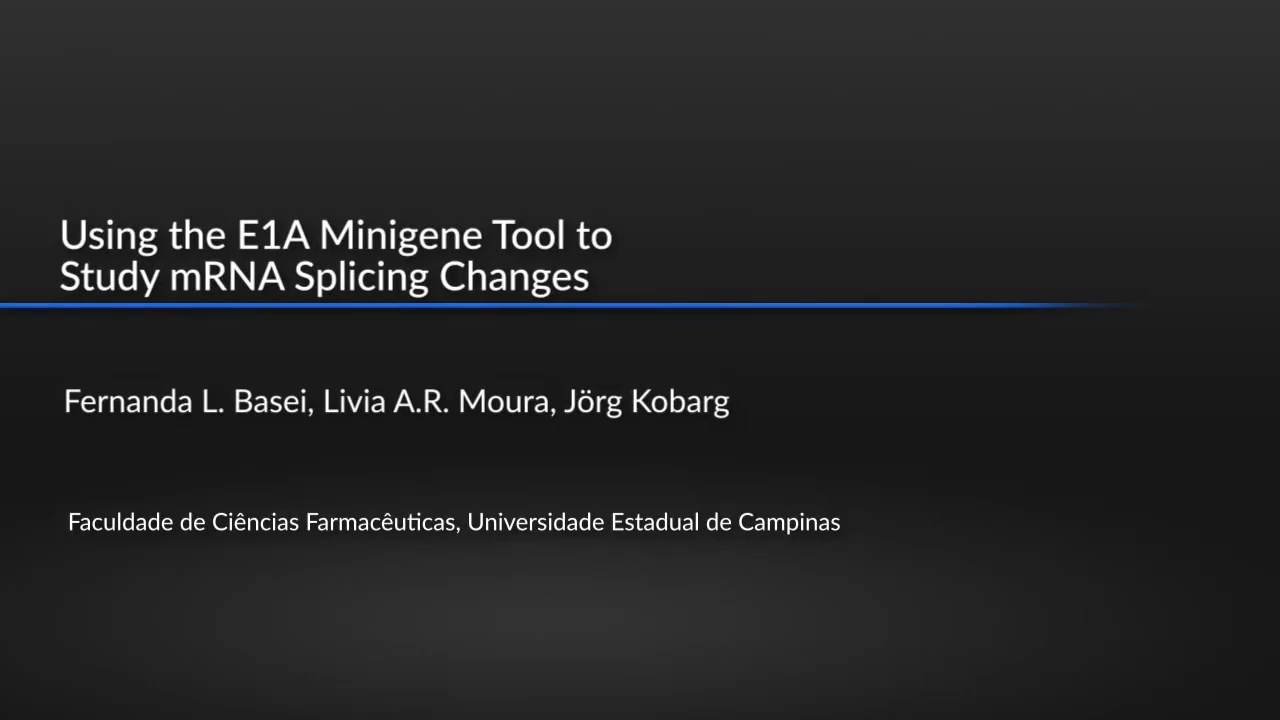 Using the E1A Minigene Tool to
Study mRNA Splicing Changes
Fernanda L. Basei, Livia A.R. Moura, Jörg Kobarg
Faculdade de Ciências Farmacêuticas, Universidade Estadual de Campinas